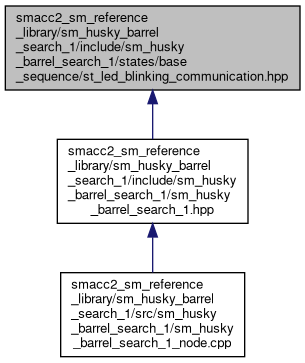 smacc2_sm_reference
_library/sm_husky_barrel
_search_1/include/sm_husky
_barrel_search_1/states/base
_sequence/st_led_blinking_communication.hpp
smacc2_sm_reference
_library/sm_husky_barrel
_search_1/include/sm_husky
_barrel_search_1/sm_husky
_barrel_search_1.hpp
smacc2_sm_reference
_library/sm_husky_barrel
_search_1/src/sm_husky
_barrel_search_1/sm_husky
_barrel_search_1_node.cpp